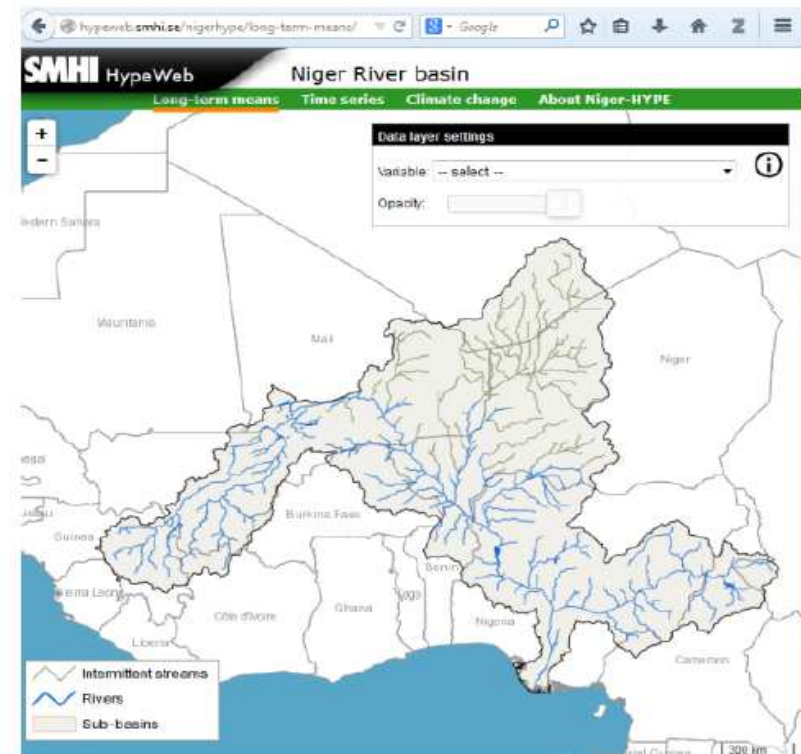 hypeweb.smhi.se/nigerhype/long-term-means/
Google
SMHI HypeWeb
Niger River basin
Long-term means Time series Climate change About Niger-HYPE
+
-
Data layer settings
Variable: -- select --
Opacity:
Western Sahara
Mauritania
Mali
Niger
Burkina Faso
Guinea
Benin
Sierra Leone
Côte d'Ivoire
Ghana
Togo
Nigeria
Liberia
Cameroon
Intermittent streams
Rivers
Sub-basins
300 km